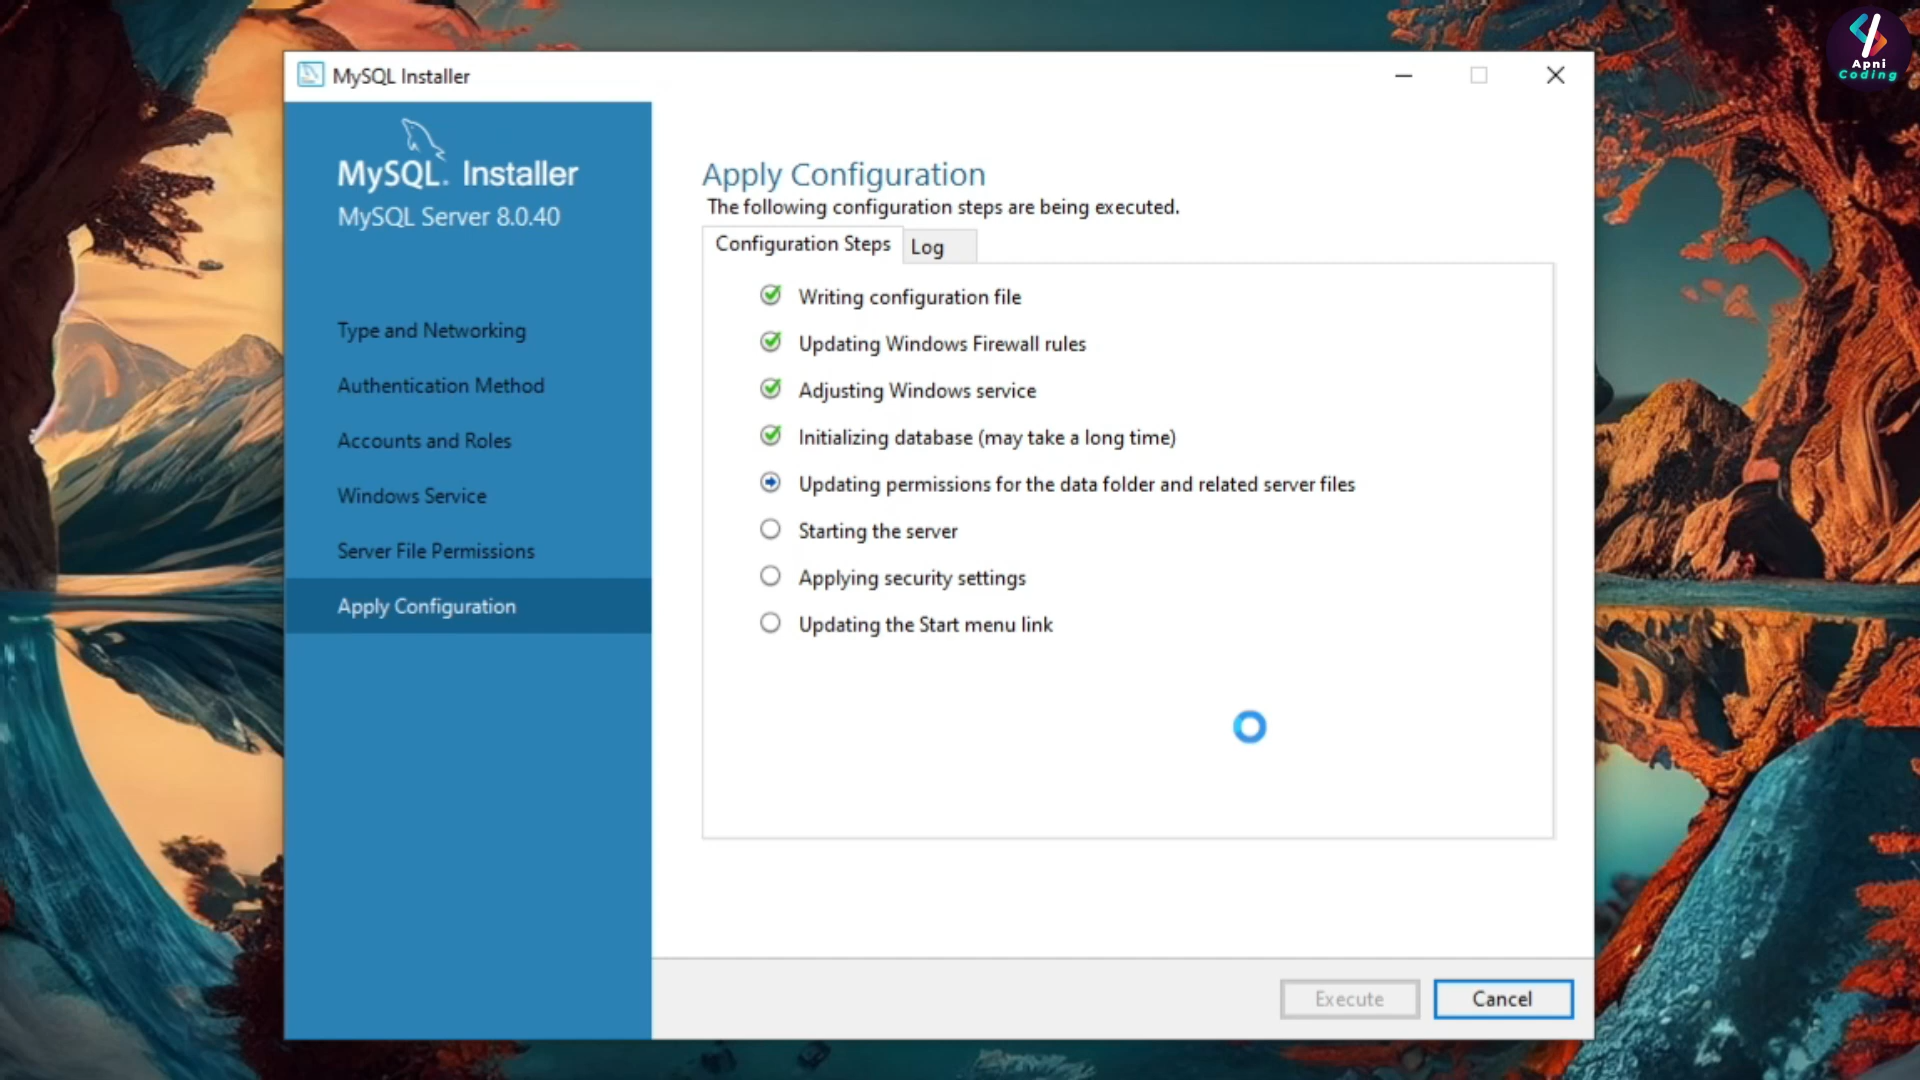 MySQL Installer
Apni
Coding
MySQL. Installer
MySQL Server 8.0.40
Type and Networking
Authentication Method
Accounts and Roles
Windows Service
Server File Permissions
Apply Configuration
Apply Configuration
The following configuration steps are being executed.
Configuration Steps
Log
Writing configuration file
Updating Windows Firewall rules
Adjusting Windows service
Initializing database (may take a long time)
Updating permissions for the data folder and related server files
Starting the server
Applying security settings
Updating the Start menu link
Execute
Cancel